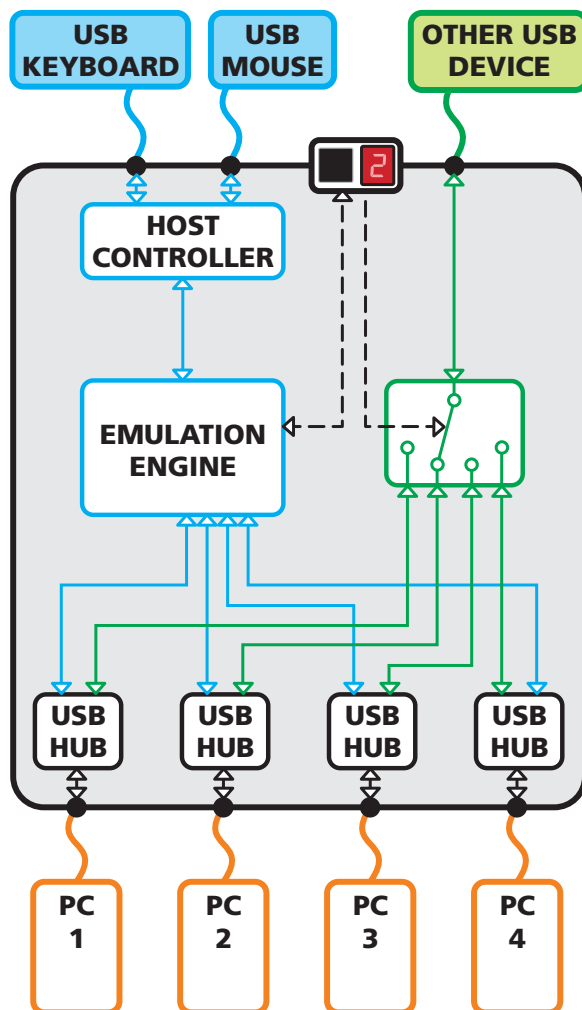 USB
KEYBOARD
USB
MOUSE
OTHER USB
DEVICE
2
HOST
CONTROLLER
EMULATION
ENGINE
USB
HUB
USB
HUB
USB
HUB
USB
HUB
PC
1
PC
2
PC
3
PC
4